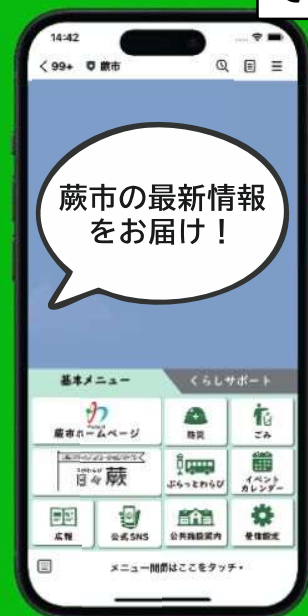 14:42
99+
蕨市
蕨市の最新情報
をお届け！
基本メニュー
くらしサポート
蕨市ホームページ
防災
ごみ
日々蕨
ぷらっとわらび
イベント
カレンダー
広報
公式SNS
公共施設案内
受信設定
メニュー開閉はここをタッチ